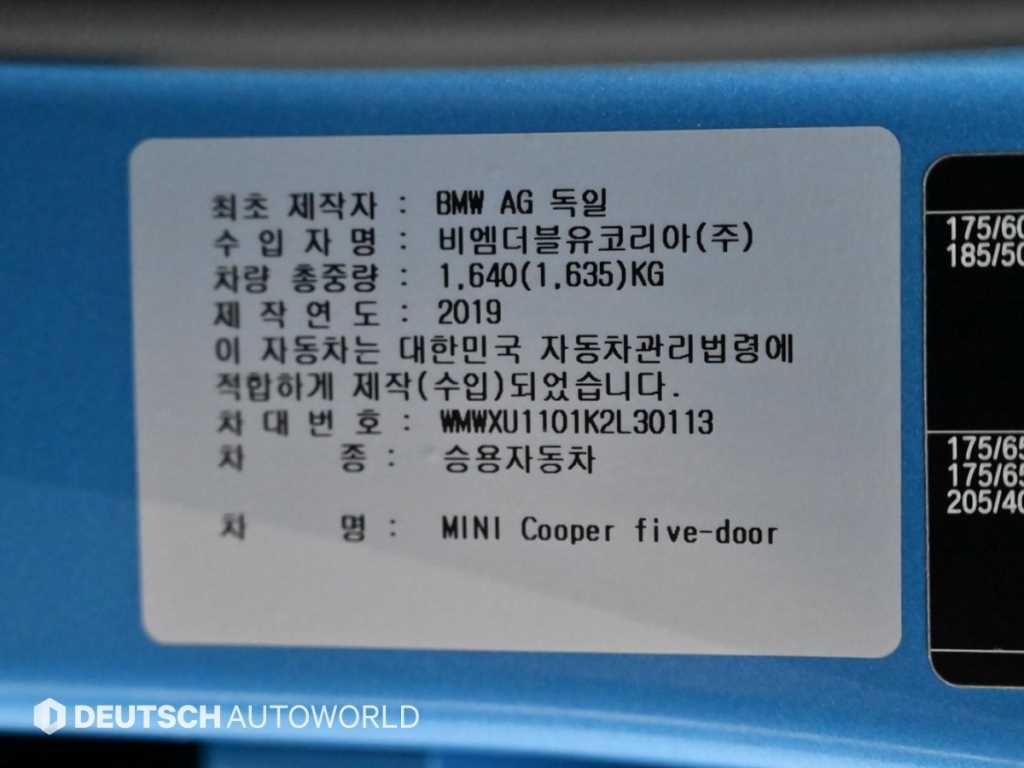 최초 제작자 : BMW AG 독일
수 입 자 명 : 비엠더블유코리아(주)
차량 총중량 : 1,640(1,635)KG
제 작 연 도 : 2019
이 자동차는 대한민국 자동차관리법령에
적합하게 제작(수입)되었습니다.
차 대 번 호 : WMWXU1101K2L30113
차 종 : 승용자동차
차 명 : MINI Cooper five-door
175/60
185/50
175/65
175/65
205/40
DEUTSCH AUTOWORLD